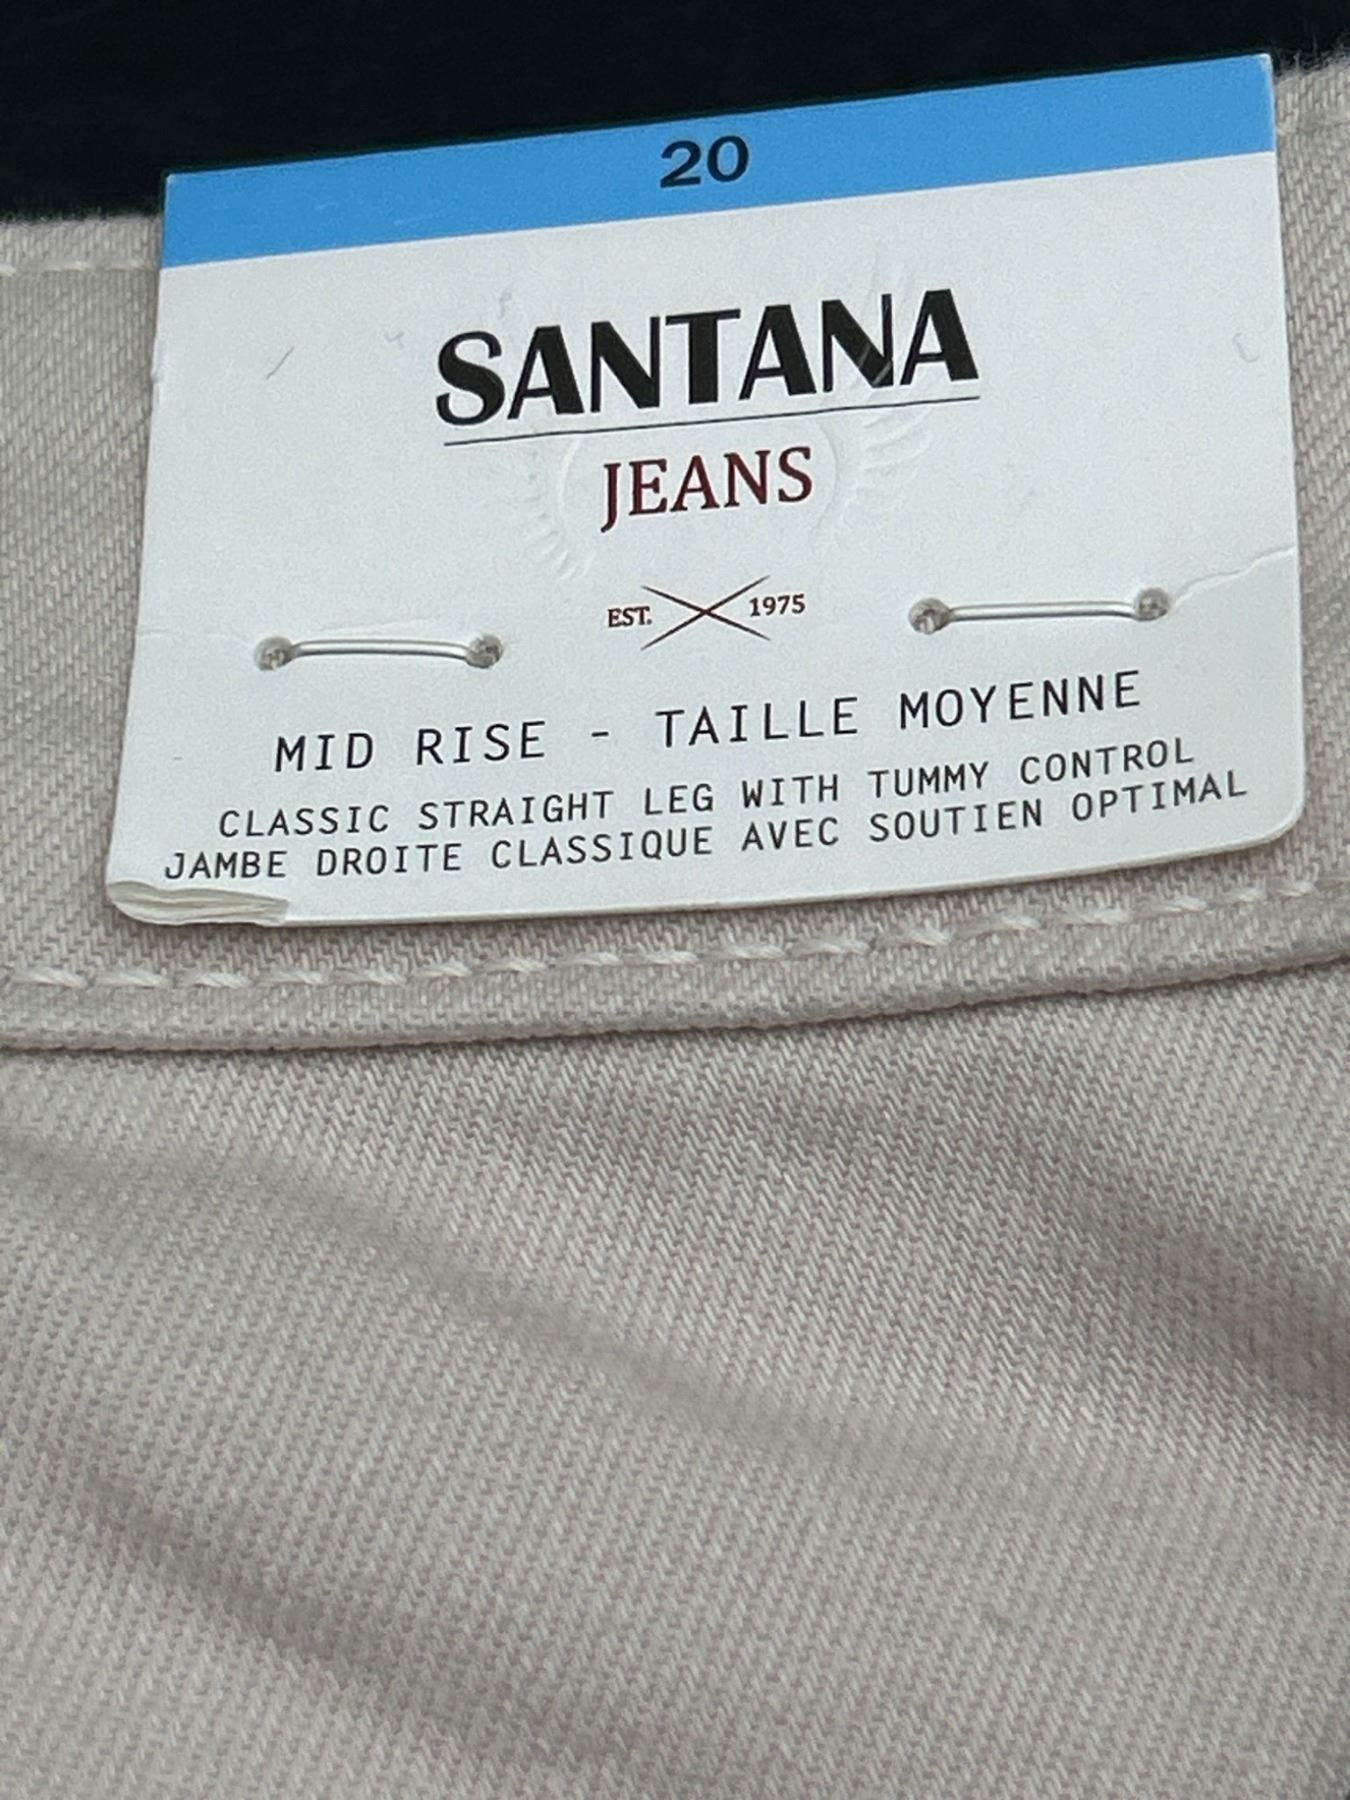 20
SANTANA
JEANS
EST. 1975
MID RISE - TAILLE MOYENNE
CLASSIC STRAIGHT LEG WITH TUMMY CONTROL
JAMBE DROITE CLASSIQUE AVEC SOUTIEN OPTIMAL